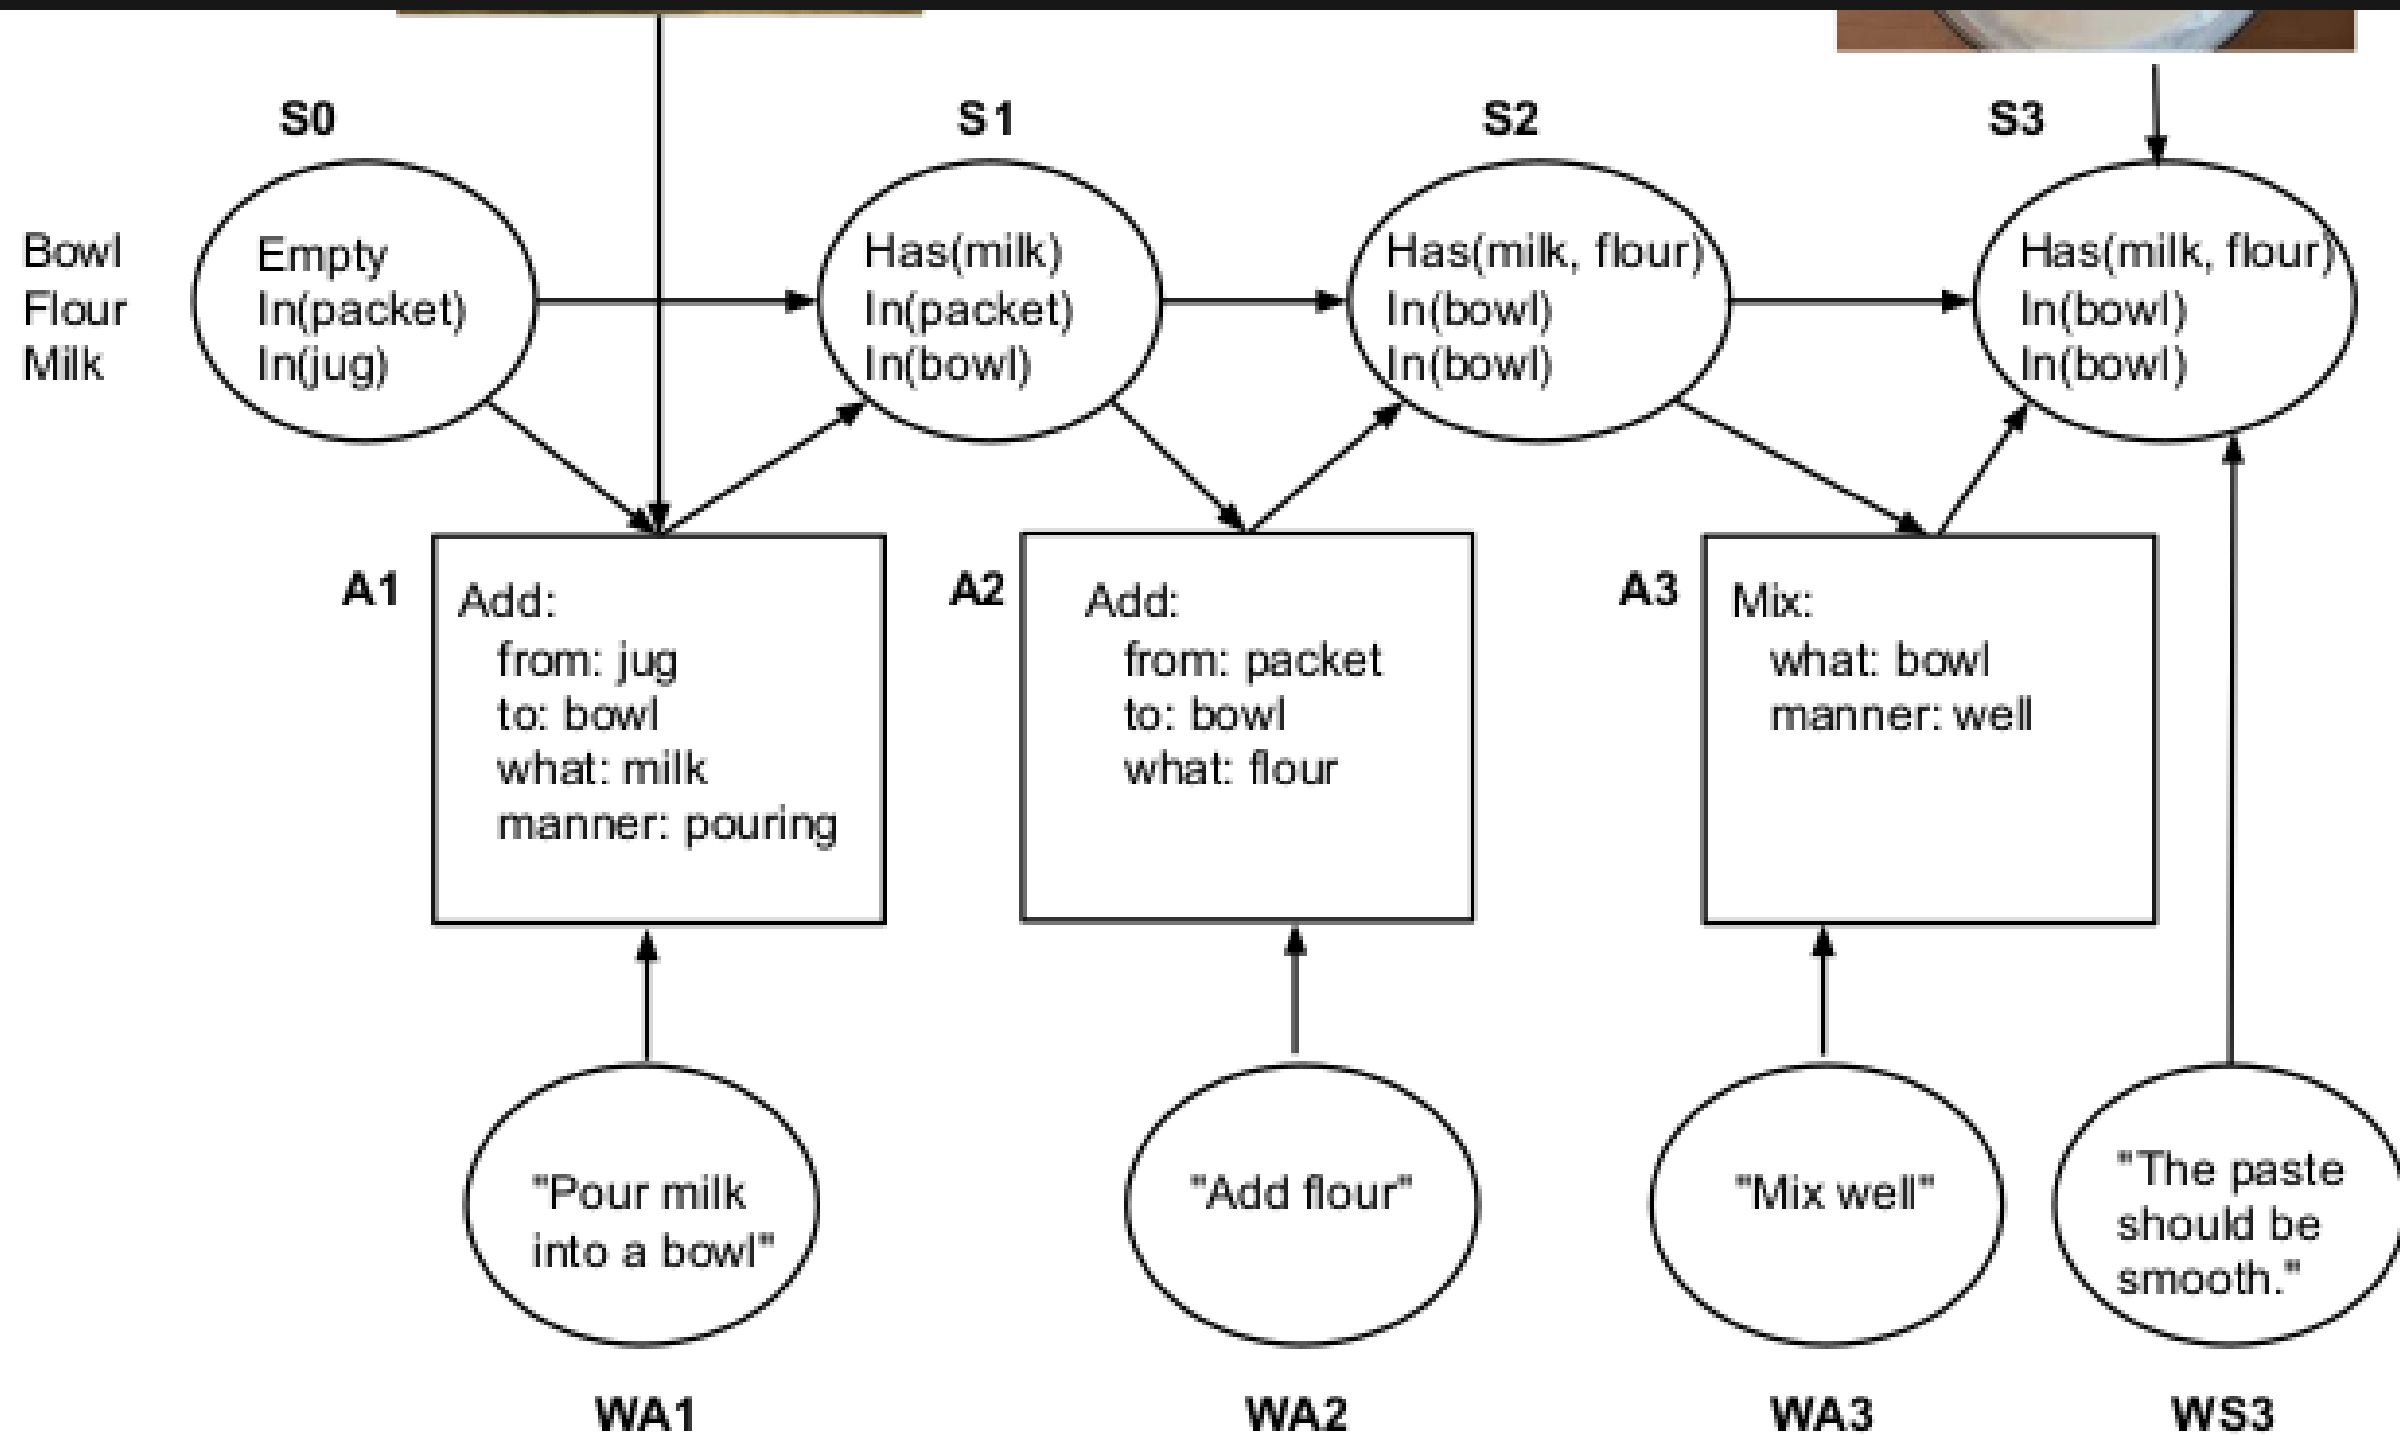 S0
S1
S2
S3
Bowl
Flour
Milk
Empty
In(packet)
In(jug)
Has(milk)
In(packet)
In(bowl)
Has(milk, flour)
In(bowl)
In(bowl)
Has(milk, flour)
In(bowl)
In(bowl)
A1
Add:
from: jug
to: bowl
what: milk
manner: pouring
A2
Add:
from: packet
to: bowl
what: flour
A3
Mix:
what: bowl
manner: well
"Pour milk
into a bowl"
"Add flour"
"Mix well"
"The paste
should be
smooth."
WA1
WA2
WA3
WS3